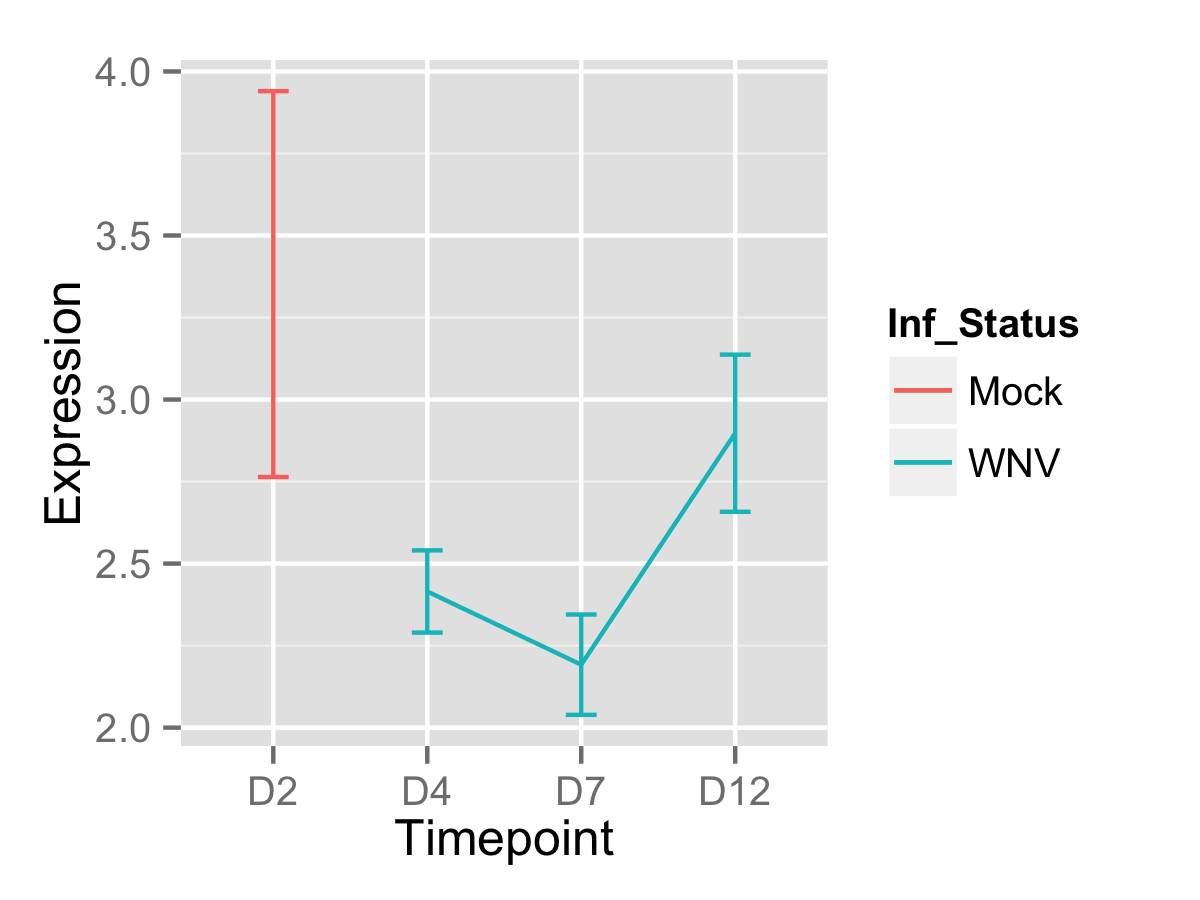 4.0
3.5
3.0
2.5
2.0
Expression
D2 D4 D7 D12
Timepoint
Inf_Status
Mock
WNV